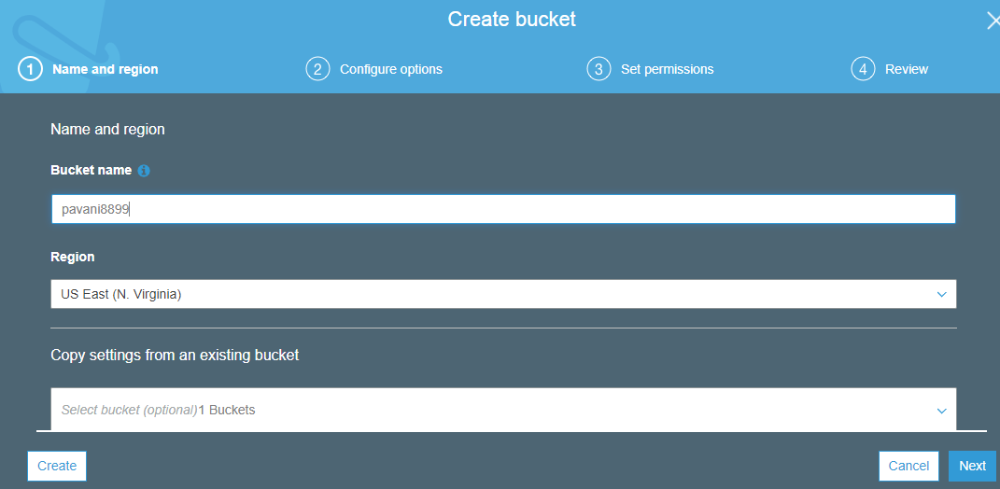 Create bucket
1 Name and region 2 Configure options 3 Set permissions 4 Review
Name and region
Bucket name
pavani8899
Region
US East (N. Virginia)
Copy settings from an existing bucket
Select bucket (optional)1 Buckets
Create Cancel Next